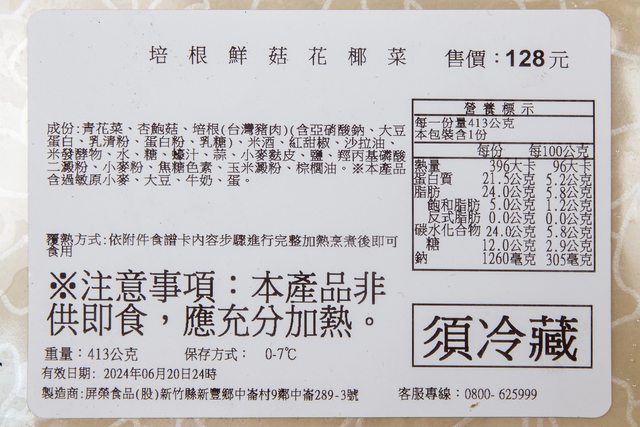 培根鮮菇花椰菜 售價：128元
成份:青花菜、杏鮑菇、培根(台灣豬肉)(含亞硝酸鈉、大豆
蛋白、乳清粉、蛋白粉、乳糖)、米酒、紅甜椒、沙拉油、
米發酵物、水、糖、蠔汁、蒜、小麥麩皮、鹽、羥丙基磷酸
二澱粉、小麥粉、焦糖色素、玉米澱粉、棕櫚油。※本產品
含過敏原小麥、大豆、牛奶、蛋。
覆熱方式:依附件食譜卡內容步驟進行完整加熱烹煮後即可
食用
※注意事項：本產品非
供即食，應充分加熱。
重量：413公克 保存方式： 0-7℃
有效日期: 2024年06月20日24時
製造商:屏榮食品(股)新竹縣新豐鄉中崙村9鄰中崙289-3號 客服專線：0800- 625999
營養標示
每一份量413公克
本包裝含1份
每份 每100公克
熱量 396大卡 96大卡
蛋白質 21.5公克 5.2公克
脂肪 24.0公克 5.8公克
飽和脂肪 5.0公克 1.2公克
反式脂肪 0.0公克 0.0公克
碳水化合物 24.0公克 5.8公克
糖 12.0公克 2.9公克
鈉 1260毫克 305毫克
須冷藏